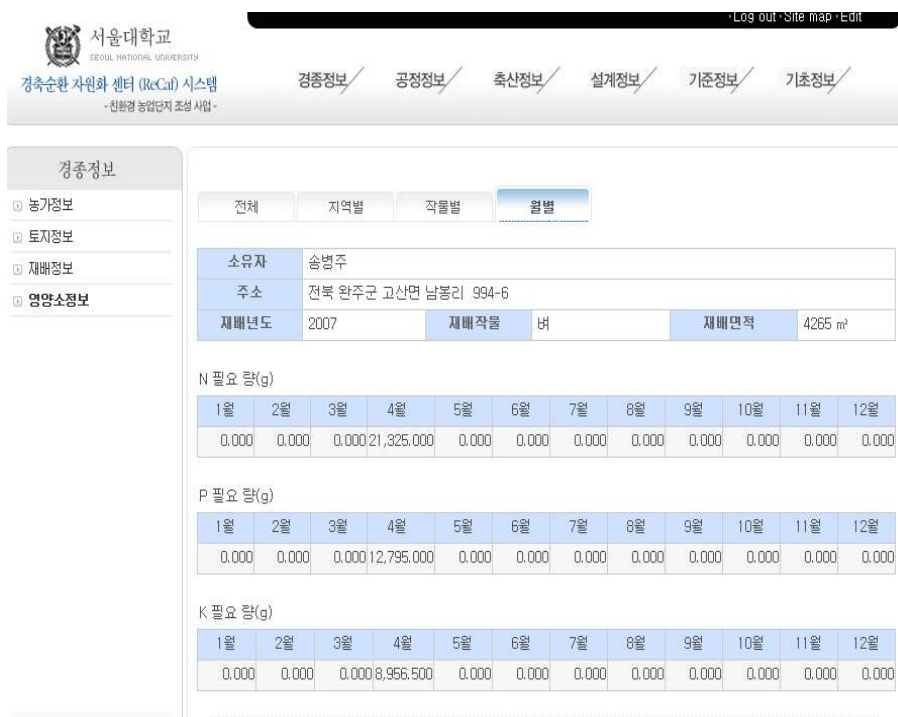 ·Log out ·Site map ·Edit
서울대학교
SEOUL NATIONAL UNIVERSITY
경축순환 자원화 센터 (ReCaf) 시스템
- 친환경 농업단지 조성 사업 -
경종정보 공정정보 축산정보 설계정보 기준정보 기초정보
경종정보
농가정보
토지정보
재배정보
영양소정보
전체 지역별 작물별 월별
소유자 송병주
주소 전북 완주군 고산면 남봉리 994-6
재배년도 2007 재배작물 벼 재배면적 4265 ㎡
N 필요 량(g)
1월 2월 3월 4월 5월 6월 7월 8월 9월 10월 11월 12월
0.000 0.000 0.000 21,325.000 0.000 0.000 0.000 0.000 0.000 0.000 0.000 0.000
P 필요 량(g)
1월 2월 3월 4월 5월 6월 7월 8월 9월 10월 11월 12월
0.000 0.000 0.000 12,795.000 0.000 0.000 0.000 0.000 0.000 0.000 0.000 0.000
K 필요 량(g)
1월 2월 3월 4월 5월 6월 7월 8월 9월 10월 11월 12월
0.000 0.000 0.000 8,956.500 0.000 0.000 0.000 0.000 0.000 0.000 0.000 0.000